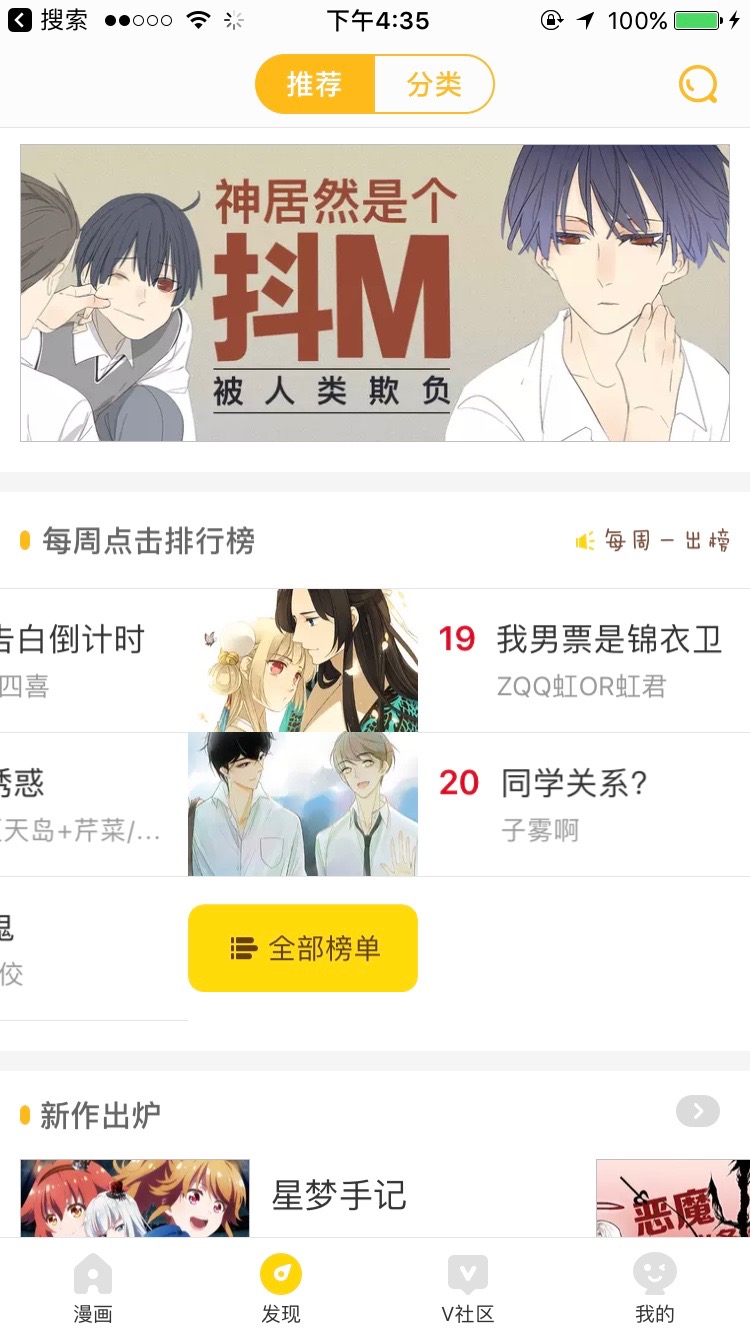 搜索
下午4:35
100%
推荐
分类
神居然是个
抖M
被人类欺负
每周点击排行榜
每周一出榜
告白倒计时
四喜
19 我男票是锦衣卫
ZQQ虹OR虹君
诱惑
天岛+芹菜/...
20 同学关系?
子雾啊
鬼
佼
全部榜单
新作出炉
星梦手记
恶魔
漫画
发现
V社区
我的